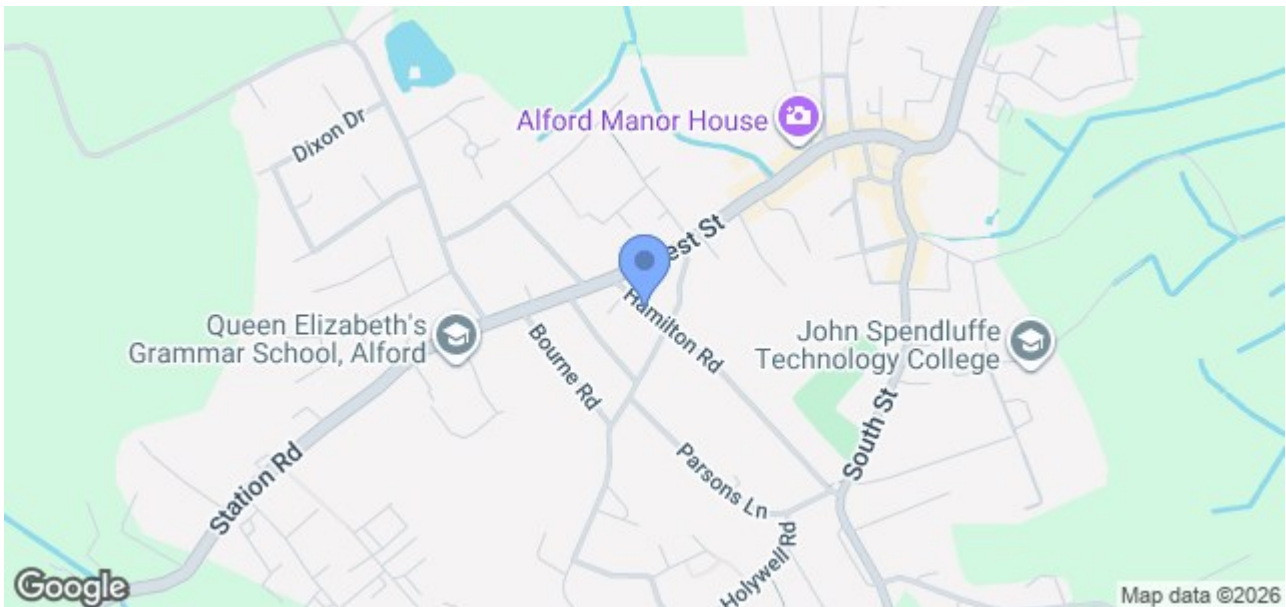 Dixon Dr
Alford Manor House
est St
Hamilton Rd
Queen Elizabeth's
Grammar School, Alford
Bourne Rd
John Spendluffe
Technology College
South St
Parsons Ln
Station Rd
Holywell Rd
Google
Map data ©2026